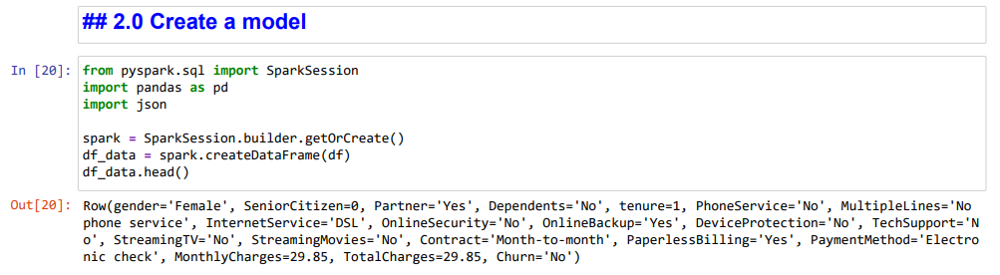 ## 2.0 Create a model
In [20]: from pyspark.sql import SparkSession
import pandas as pd
import json
spark = SparkSession.builder.getOrCreate()
df_data = spark.createDataFrame(df)
df_data.head()
Out[20]: Row(gender='Female', SeniorCitizen=0, Partner='Yes', Dependents='No', tenure=1, PhoneService='No', MultipleLines='No
phone service', InternetService='DSL', OnlineSecurity='No', OnlineBackup='Yes', DeviceProtection='No', TechSupport='N
o', StreamingTV='No', StreamingMovies='No', Contract='Month-to-month', PaperlessBilling='Yes', PaymentMethod='Electro
nic check', MonthlyCharges=29.85, TotalCharges=29.85, Churn='No')